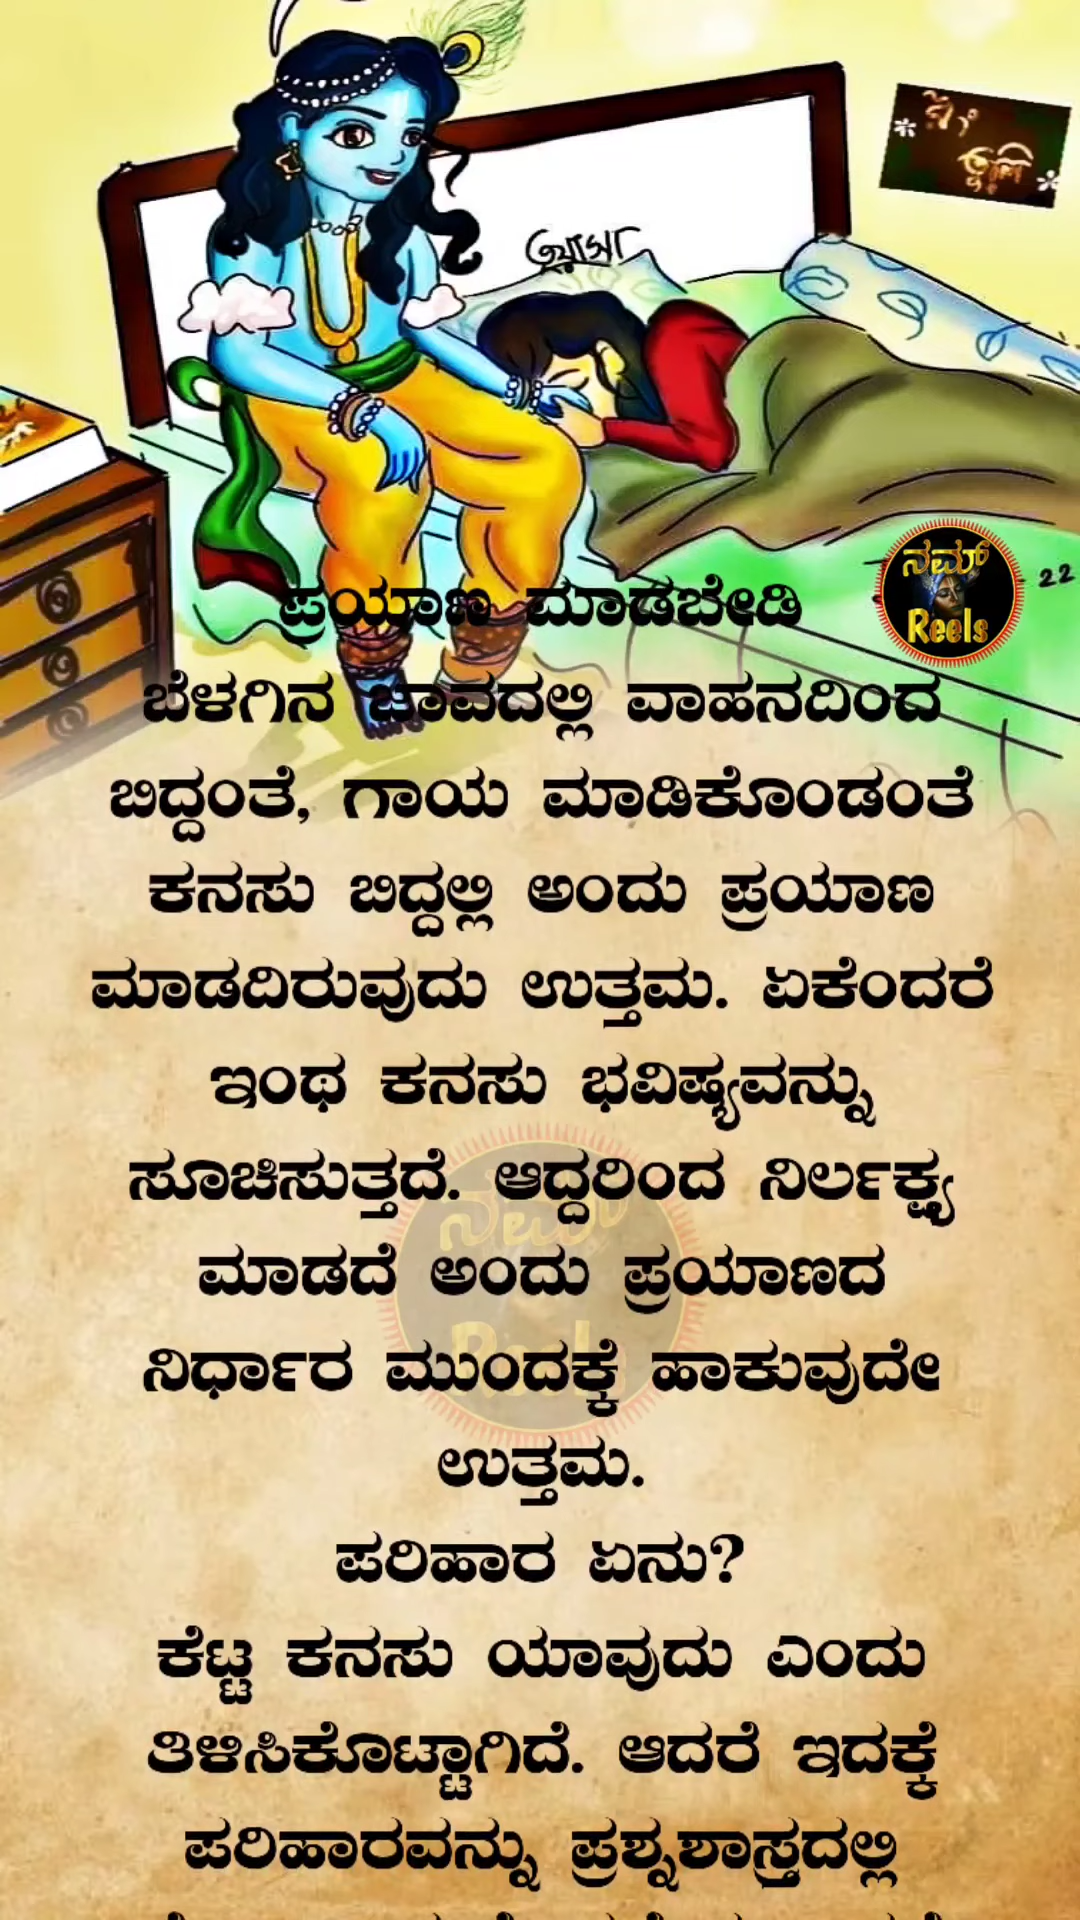 ನಮ್
Reels
22
ಪ್ರಯಾಣ ಮಾಡಬೇಡಿ
ಬೆಳಗಿನ ಜಾವದಲ್ಲಿ ವಾಹನದಿಂದ
ಬಿದ್ದಂತೆ, ಗಾಯ ಮಾಡಿಕೊಂಡಂತೆ
ಕನಸು ಬಿದ್ದಲ್ಲಿ ಅಂದು ಪ್ರಯಾಣ
ಮಾಡದಿರುವುದು ಉತ್ತಮ. ಏಕೆಂದರೆ
ಇಂಥ ಕನಸು ಭವಿಷ್ಯವನ್ನು
ಸೂಚಿಸುತ್ತದೆ. ಆದ್ದರಿಂದ ನಿರ್ಲಕ್ಷ್ಯ
ಮಾಡದೆ ಅಂದು ಪ್ರಯಾಣದ
ನಿರ್ಧಾರ ಮುಂದಕ್ಕೆ ಹಾಕುವುದೇ
ಉತ್ತಮ.
ಪರಿಹಾರ ಏನು?
ಕೆಟ್ಟ ಕನಸು ಯಾವುದು ಎಂದು
ತಿಳಿಸಿಕೊಟ್ಟಾಗಿದೆ. ಆದರೆ ಇದಕ್ಕೆ
ಪರಿಹಾರವನ್ನು ಪ್ರಶ್ನಶಾಸ್ತ್ರದಲ್ಲಿ